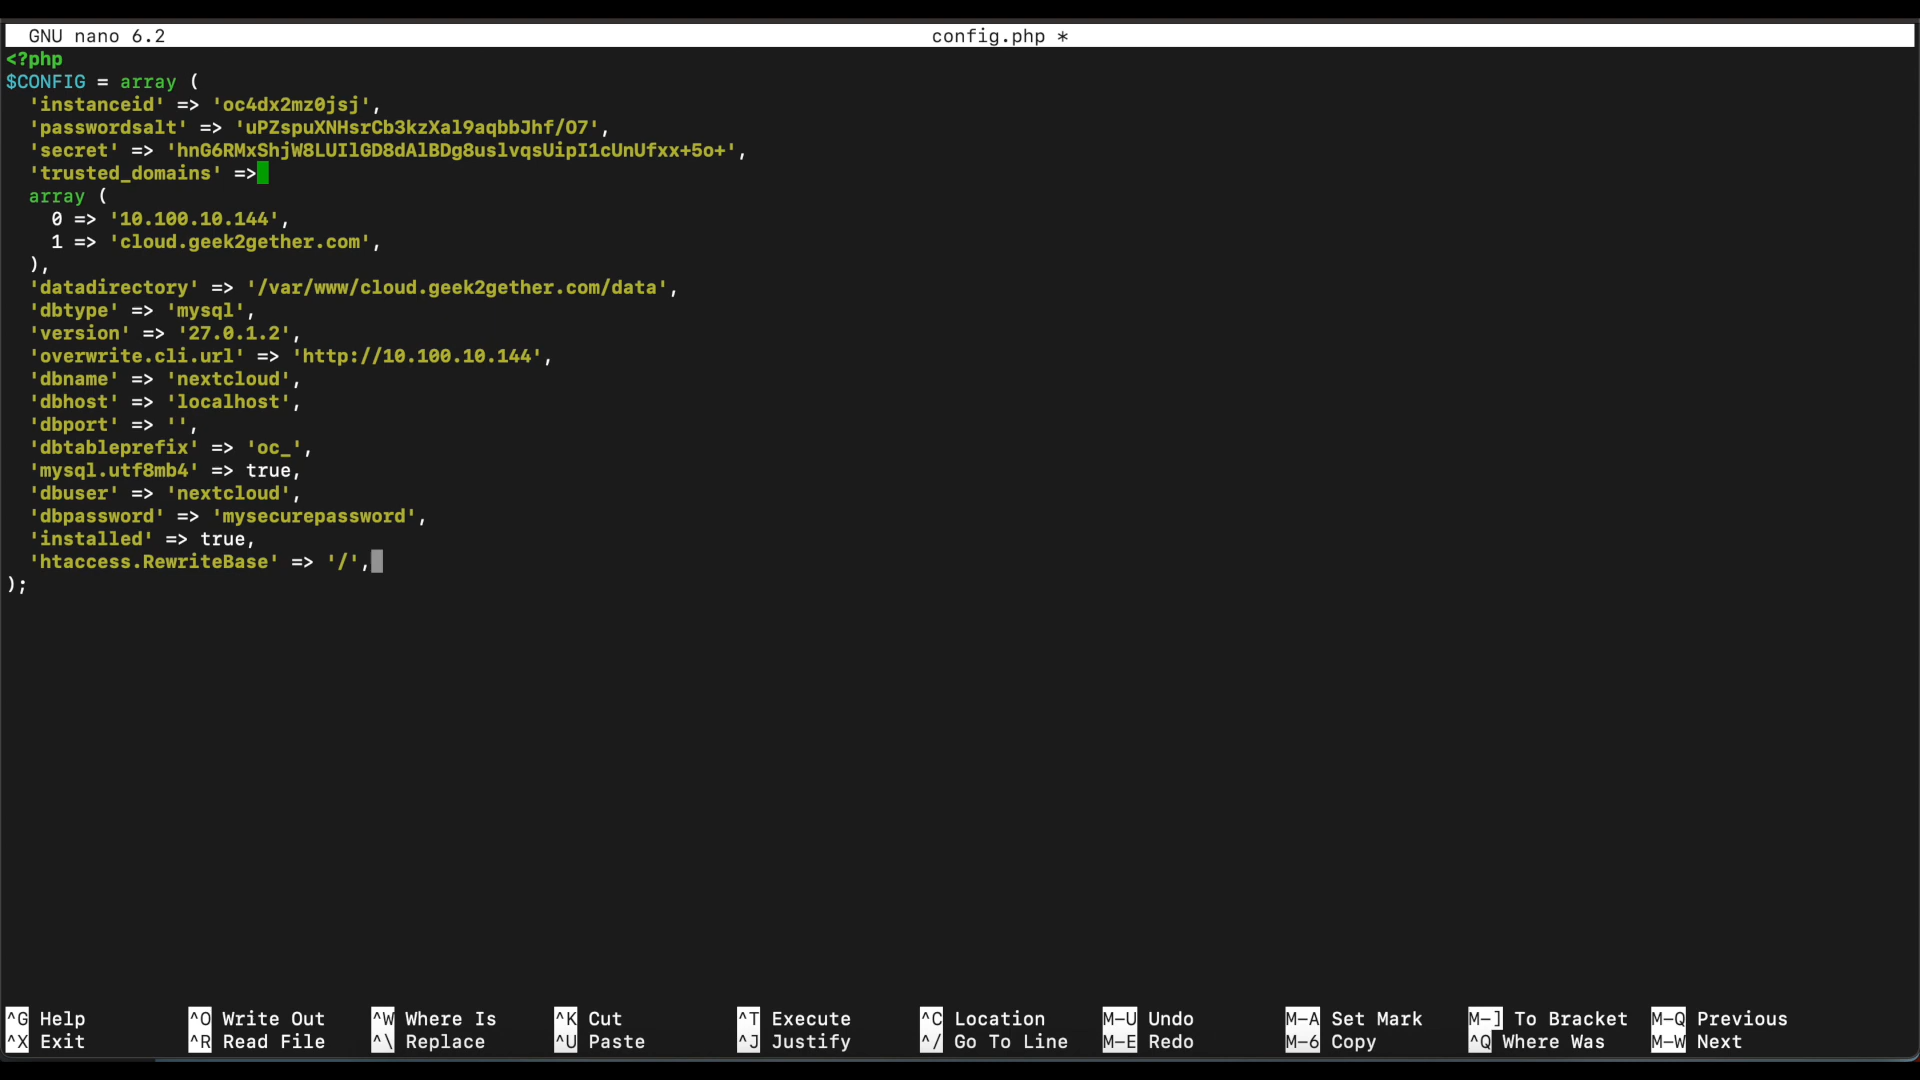 GNU nano 6.2 config.php *
<?php
$CONFIG = array (
  'instanceid' => 'oc4dx2mz0jsj',
  'passwordsalt' => 'uPZspuXNHsrCb3kzXal9aqbbJhf/O7',
  'secret' => 'hnG6RMxShjW8LUIlGD8dAlBDg8uslvqsUipI1cUnUfxx+5o+',
  'trusted_domains' =>
  array (
    0 => '10.100.10.144',
    1 => 'cloud.geek2gether.com',
  ),
  'datadirectory' => '/var/www/cloud.geek2gether.com/data',
  'dbtype' => 'mysql',
  'version' => '27.0.1.2',
  'overwrite.cli.url' => 'http://10.100.10.144',
  'dbname' => 'nextcloud',
  'dbhost' => 'localhost',
  'dbport' => '',
  'dbtableprefix' => 'oc_',
  'mysql.utf8mb4' => true,
  'dbuser' => 'nextcloud',
  'dbpassword' => 'mysecurepassword',
  'installed' => true,
  'htaccess.RewriteBase' => '/',
);
^G Help ^O Write Out ^W Where Is ^K Cut ^T Execute ^C Location M-U Undo M-A Set Mark M-] To Bracket M-Q Previous
^X Exit ^R Read File ^\ Replace ^U Paste ^J Justify ^/ Go To Line M-E Redo M-6 Copy ^Q Where Was M-W Next